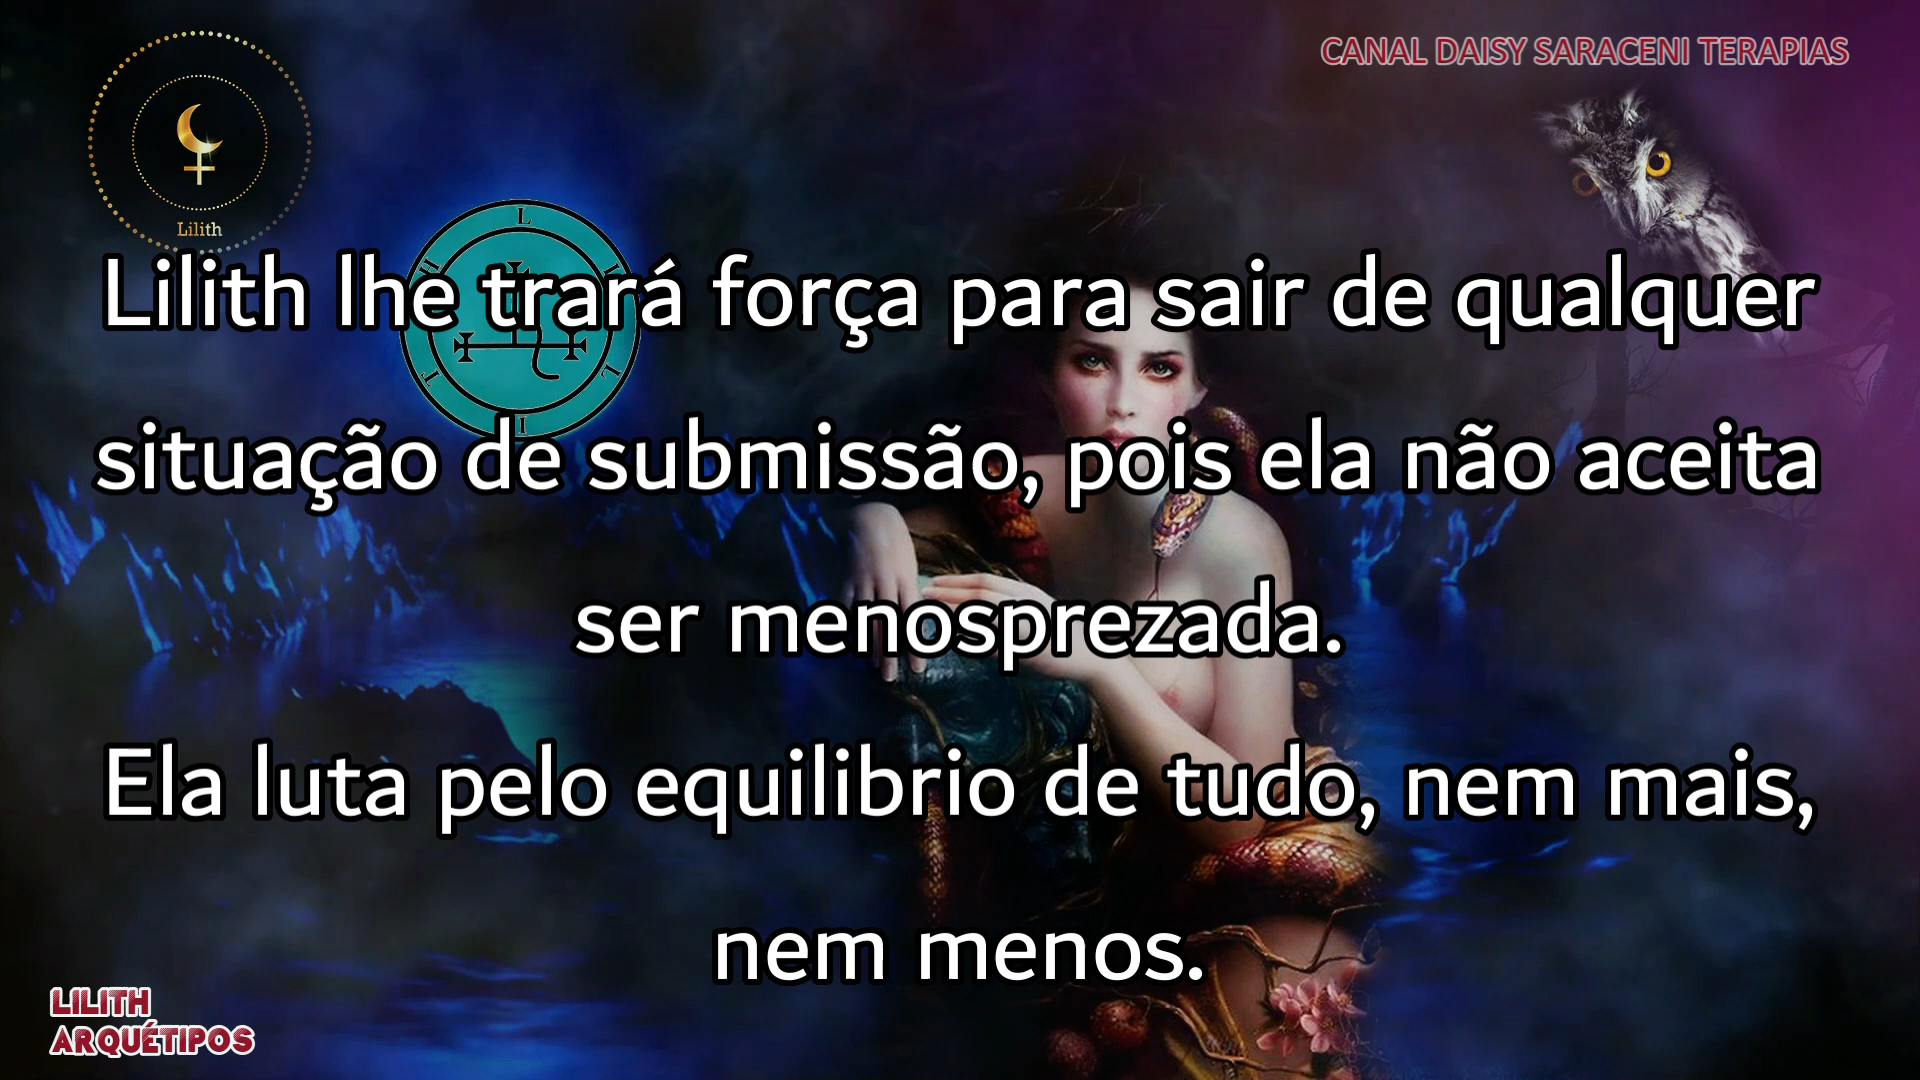 CANAL DAISY SARACENI TERAPIAS
Lilith
L I L I T H
Lilith lhe trará força para sair de qualquer
situação de submissão, pois ela não aceita
ser menosprezada.
Ela luta pelo equilibrio de tudo, nem mais,
nem menos.
LILITH
ARQUÉTIPOS